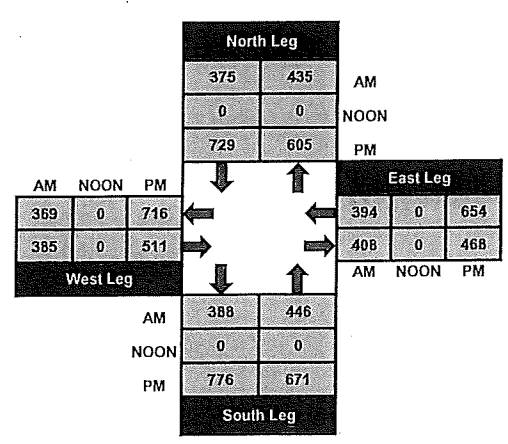 North Leg
375 435 AM
0 0 NOON
729 605 PM
AM NOON PM
East Leg
369 0 716
394 0 654
385 0 511
408 0 468
West Leg
AM NOON PM
AM 388 446
NOON 0 0
PM 776 671
South Leg